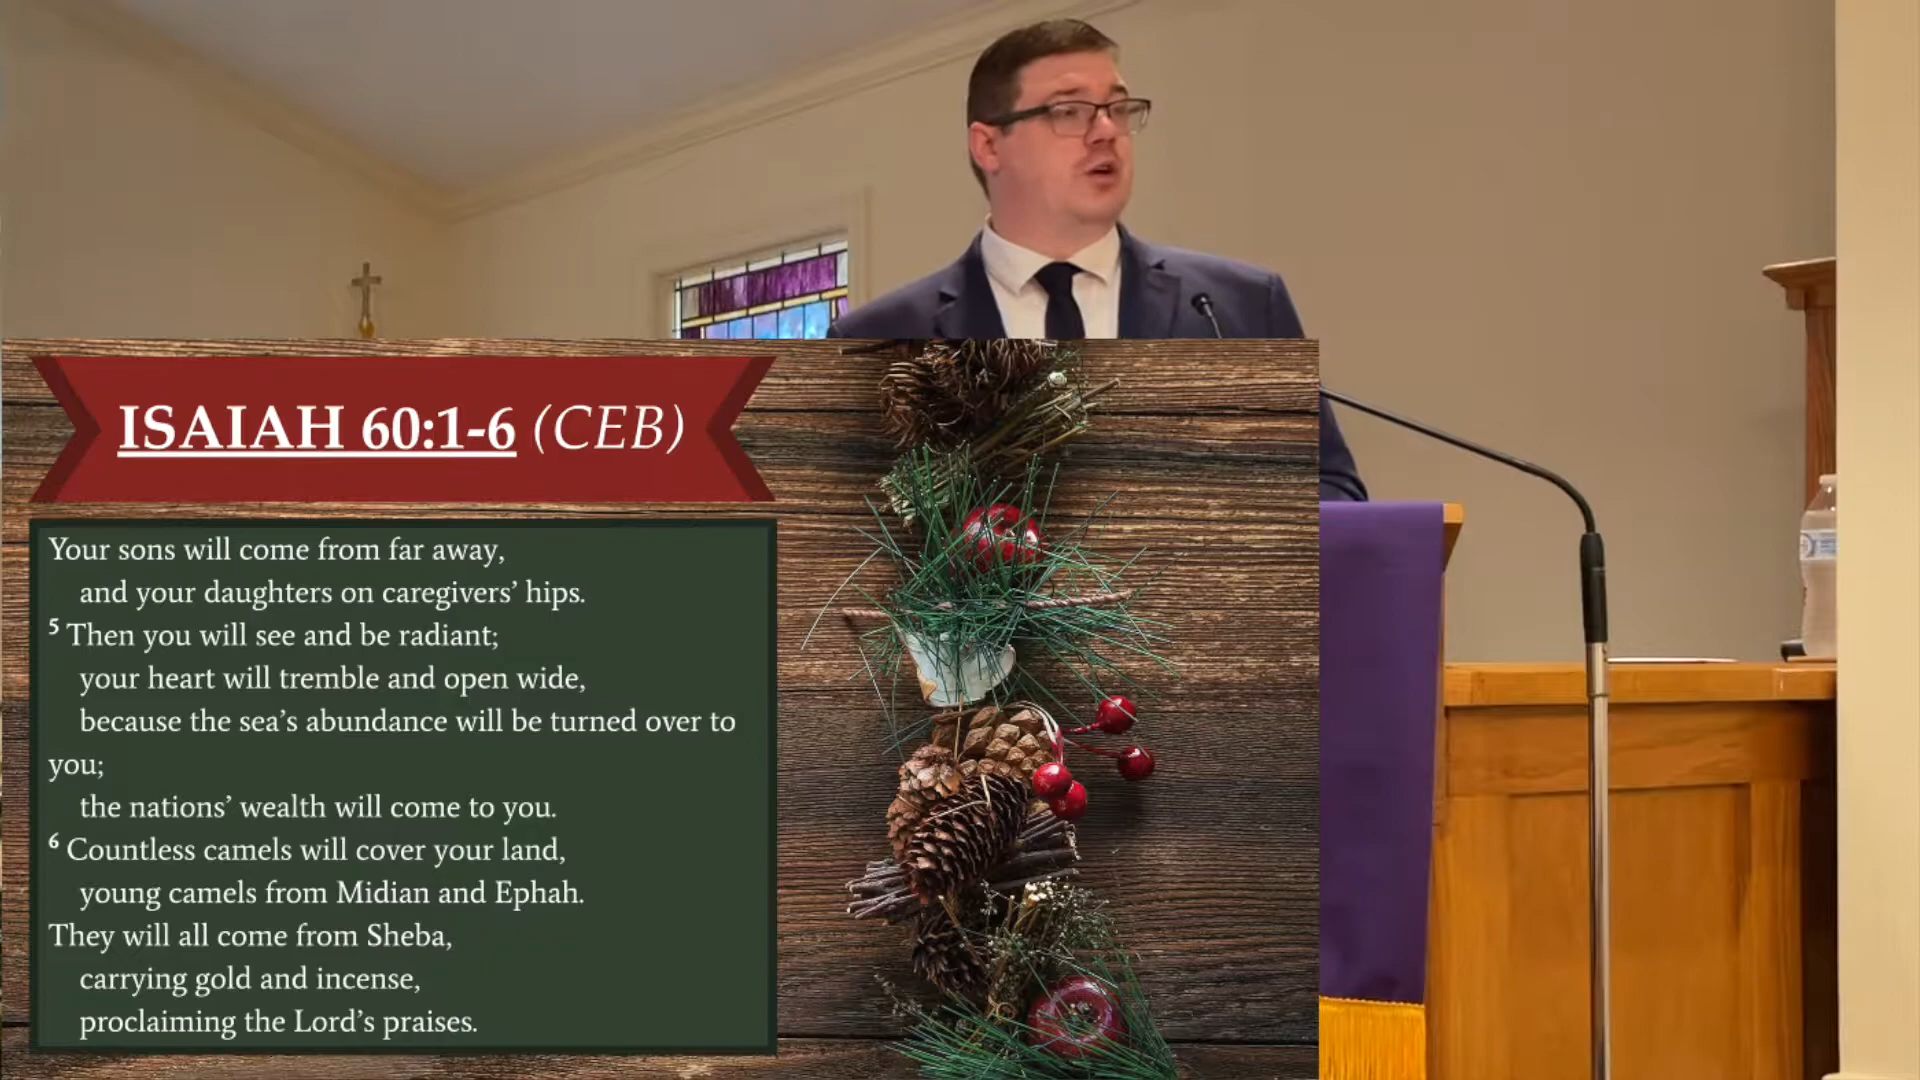 ISAIAH 60:1-6 (CEB)
Your sons will come from far away,
and your daughters on caregivers’ hips.
⁵ Then you will see and be radiant;
your heart will tremble and open wide,
because the sea’s abundance will be turned over to
you;
the nations’ wealth will come to you.
⁶ Countless camels will cover your land,
young camels from Midian and Ephah.
They will all come from Sheba,
carrying gold and incense,
proclaiming the Lord’s praises.